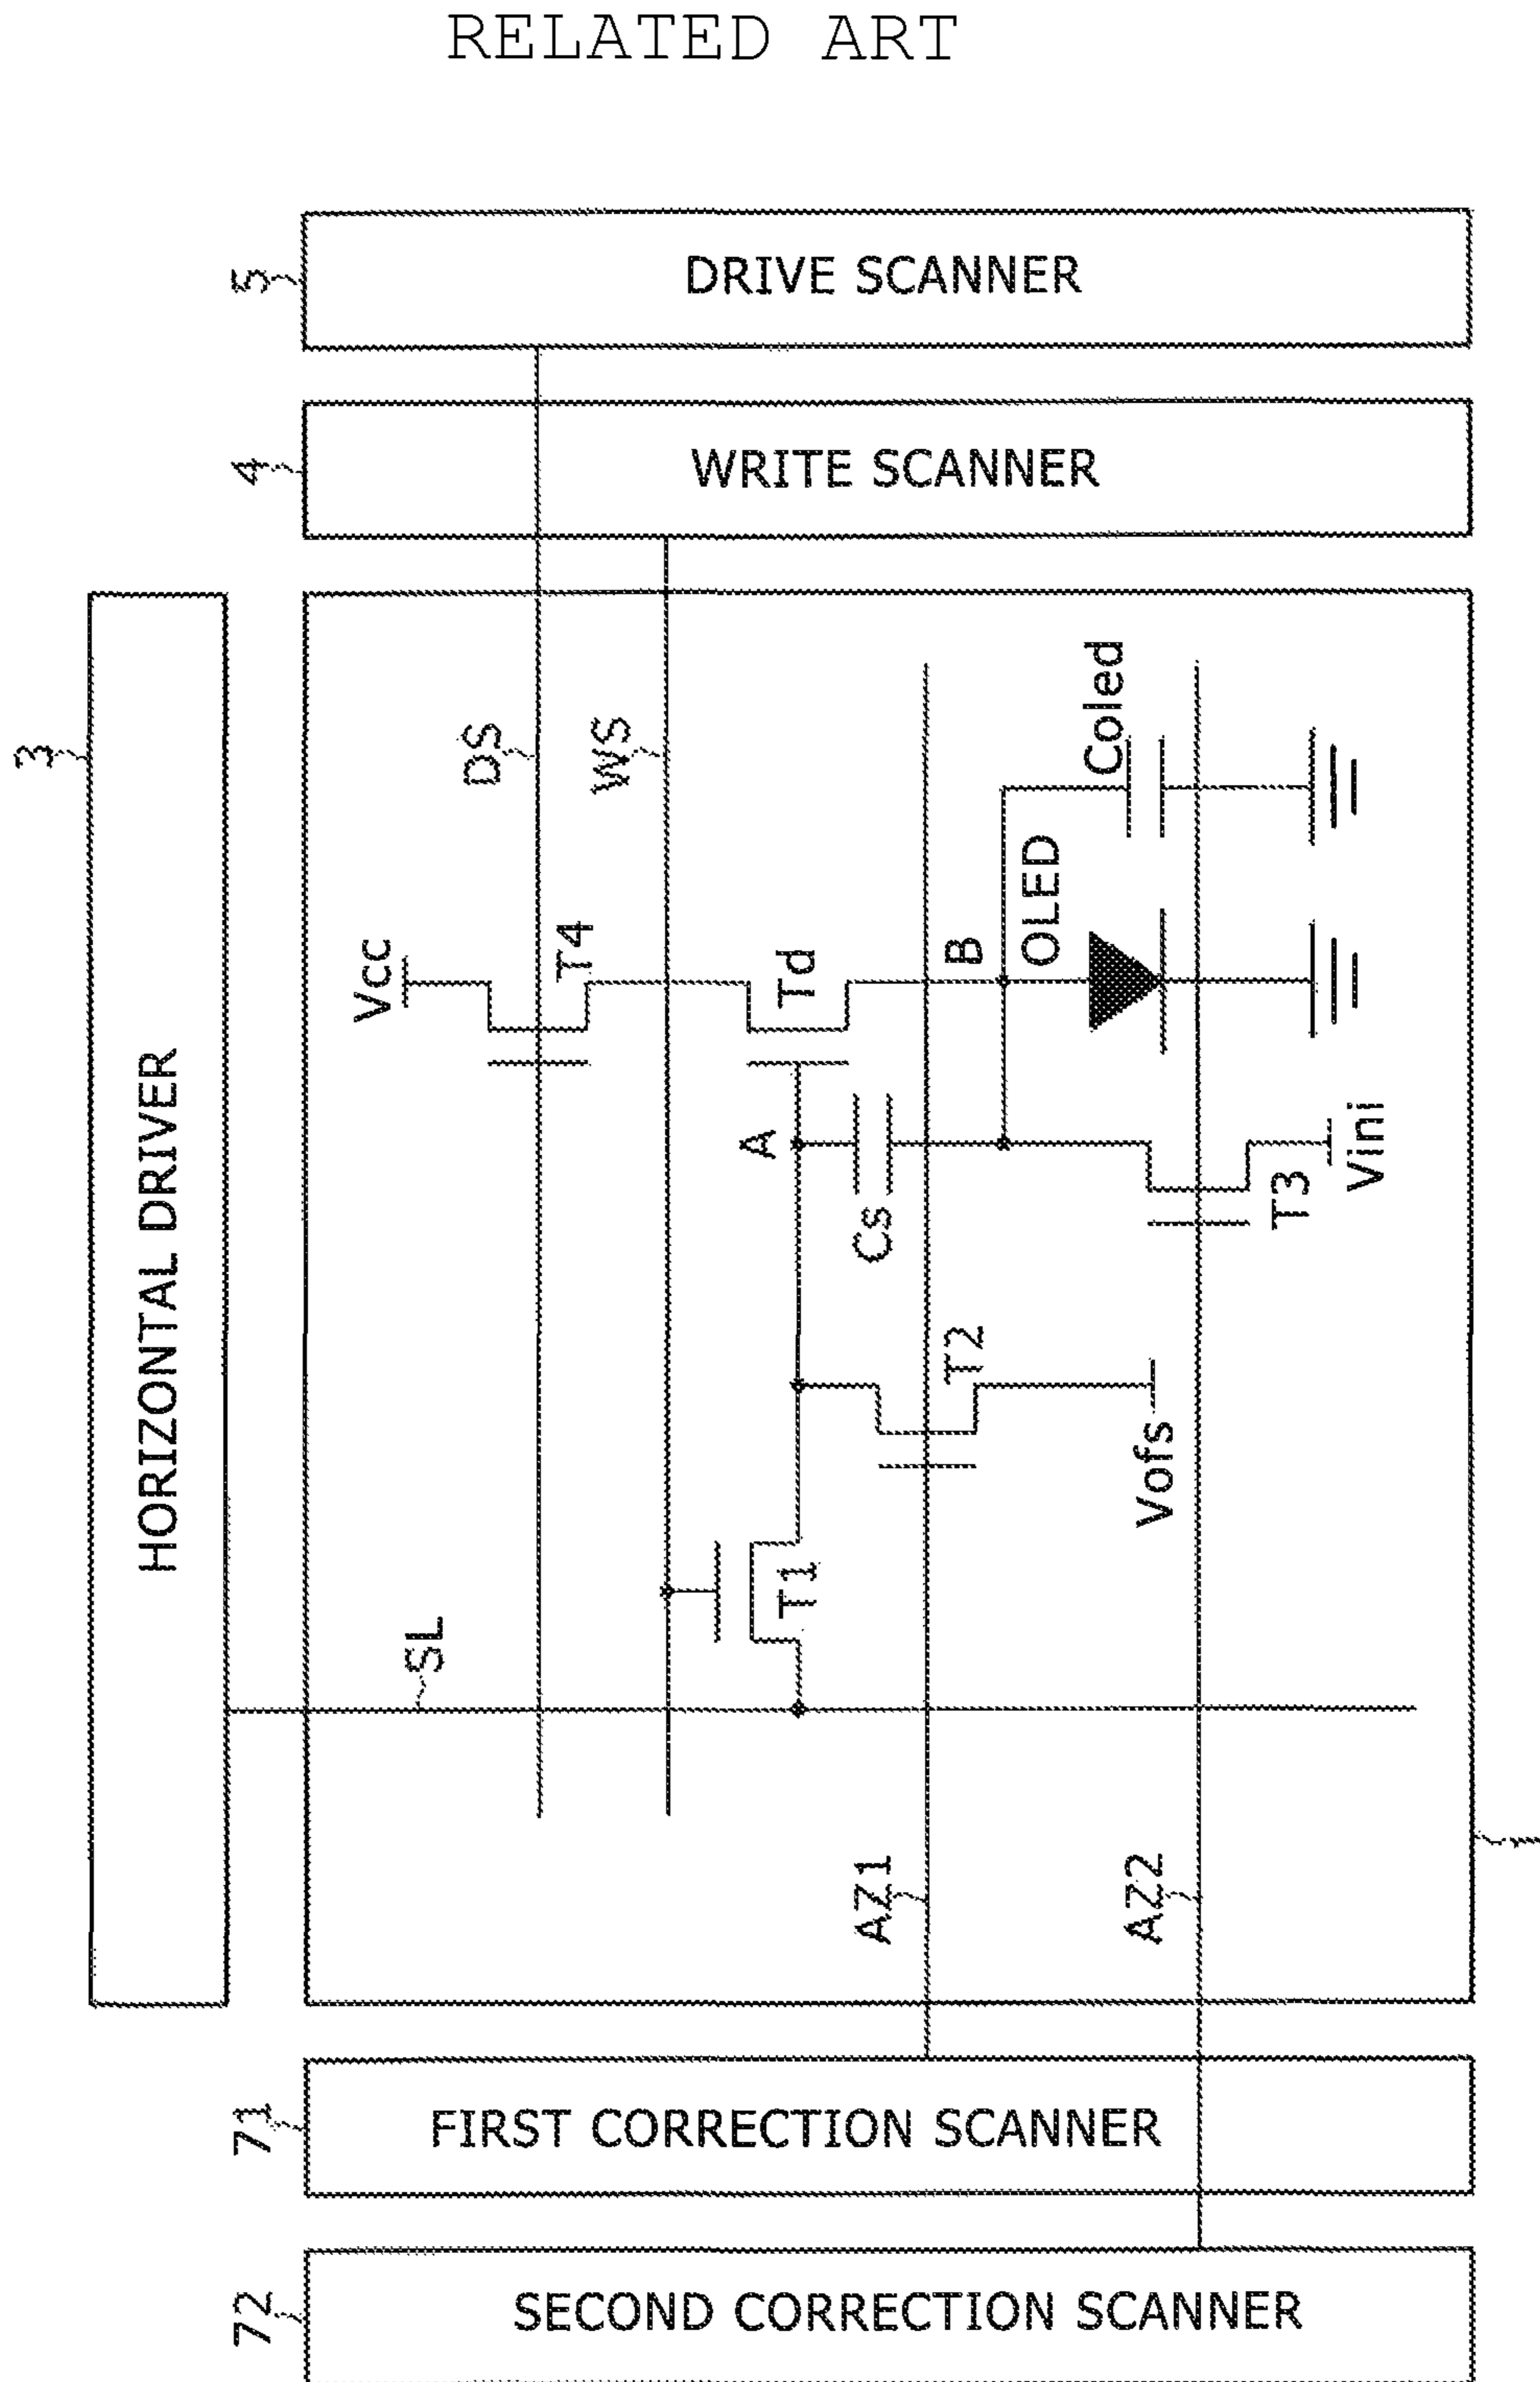 RELATED ART
5
DRIVE SCANNER
4
WRITE SCANNER
3
HORIZONTAL DRIVER
DS
WS
Coled
Vcc
T4
Td
B
OLED
A
Cs
T3
Vini
T2
Vofs
T1
SL
AZ1
AZ2
1
71
FIRST CORRECTION SCANNER
72
SECOND CORRECTION SCANNER